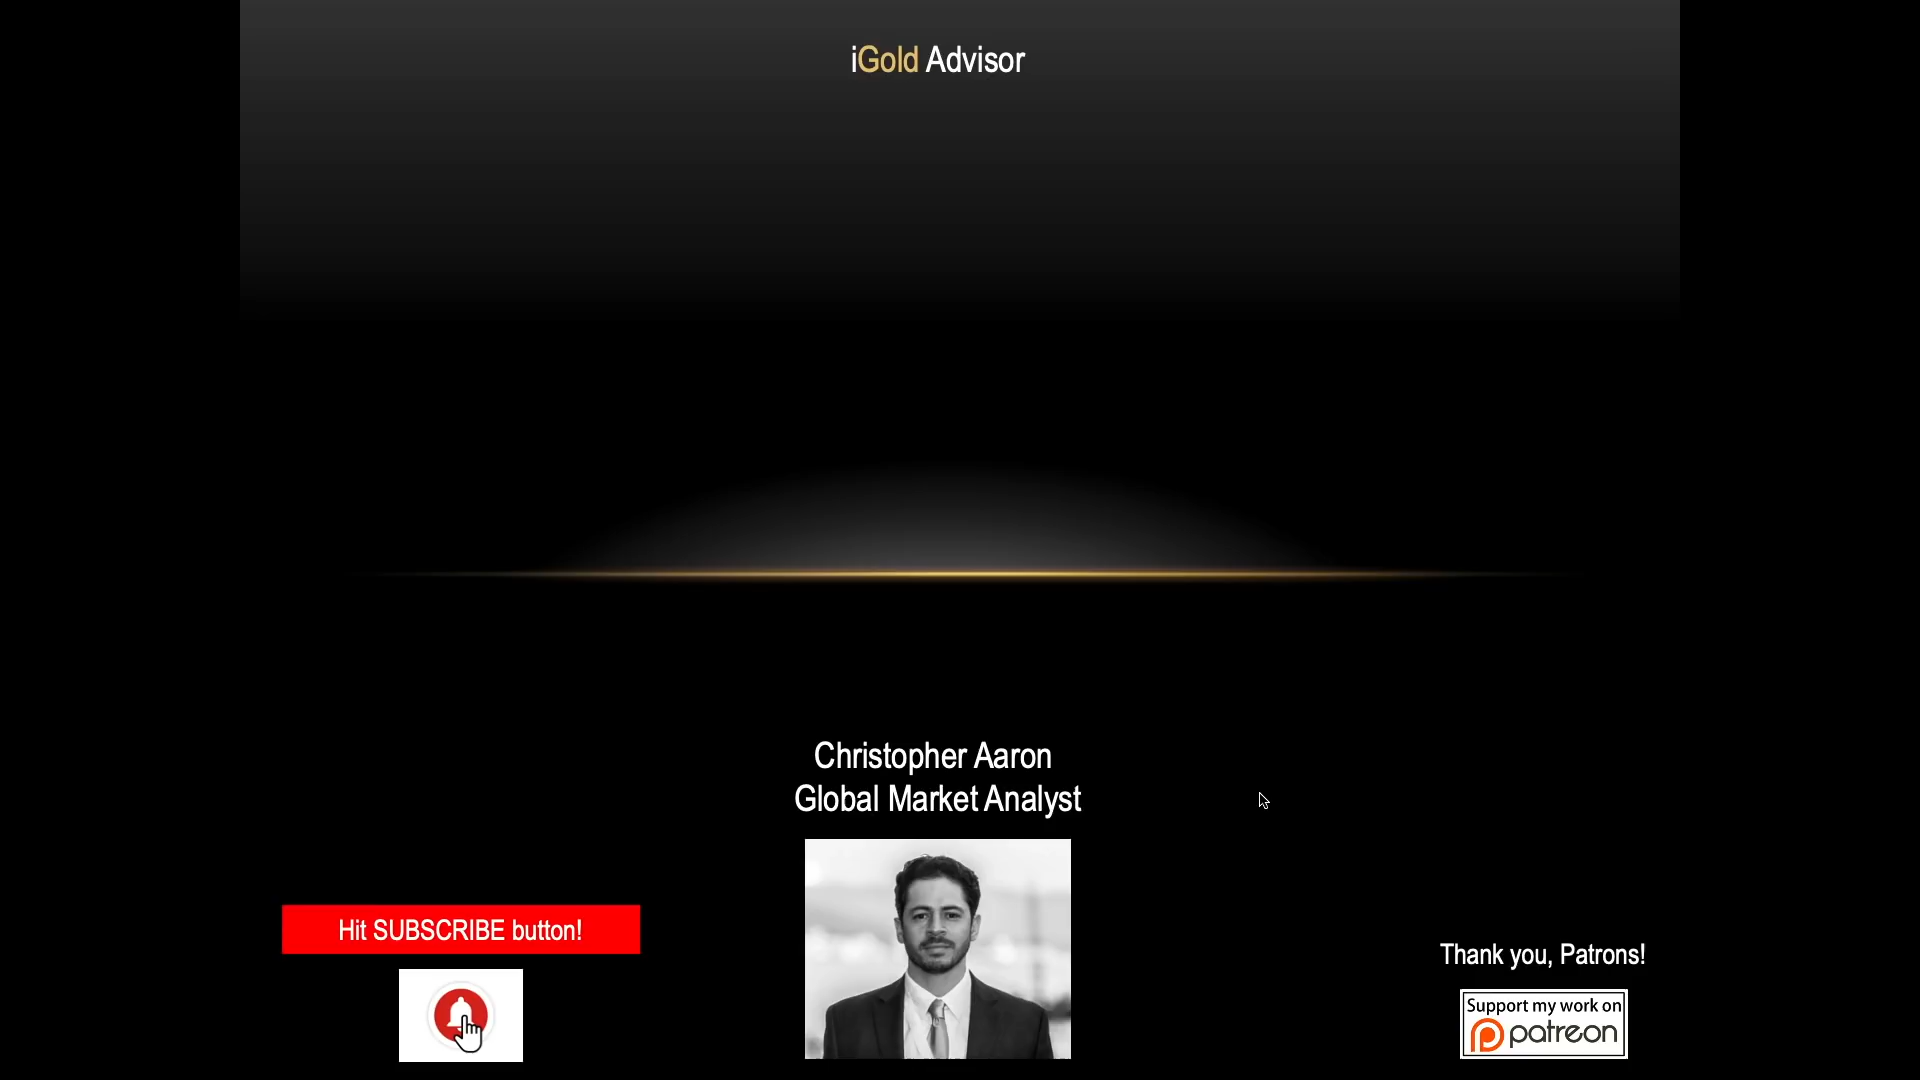 iGold Advisor
Christopher Aaron
Global Market Analyst
Hit SUBSCRIBE button!
Thank you, Patrons!
Support my work on
patreon